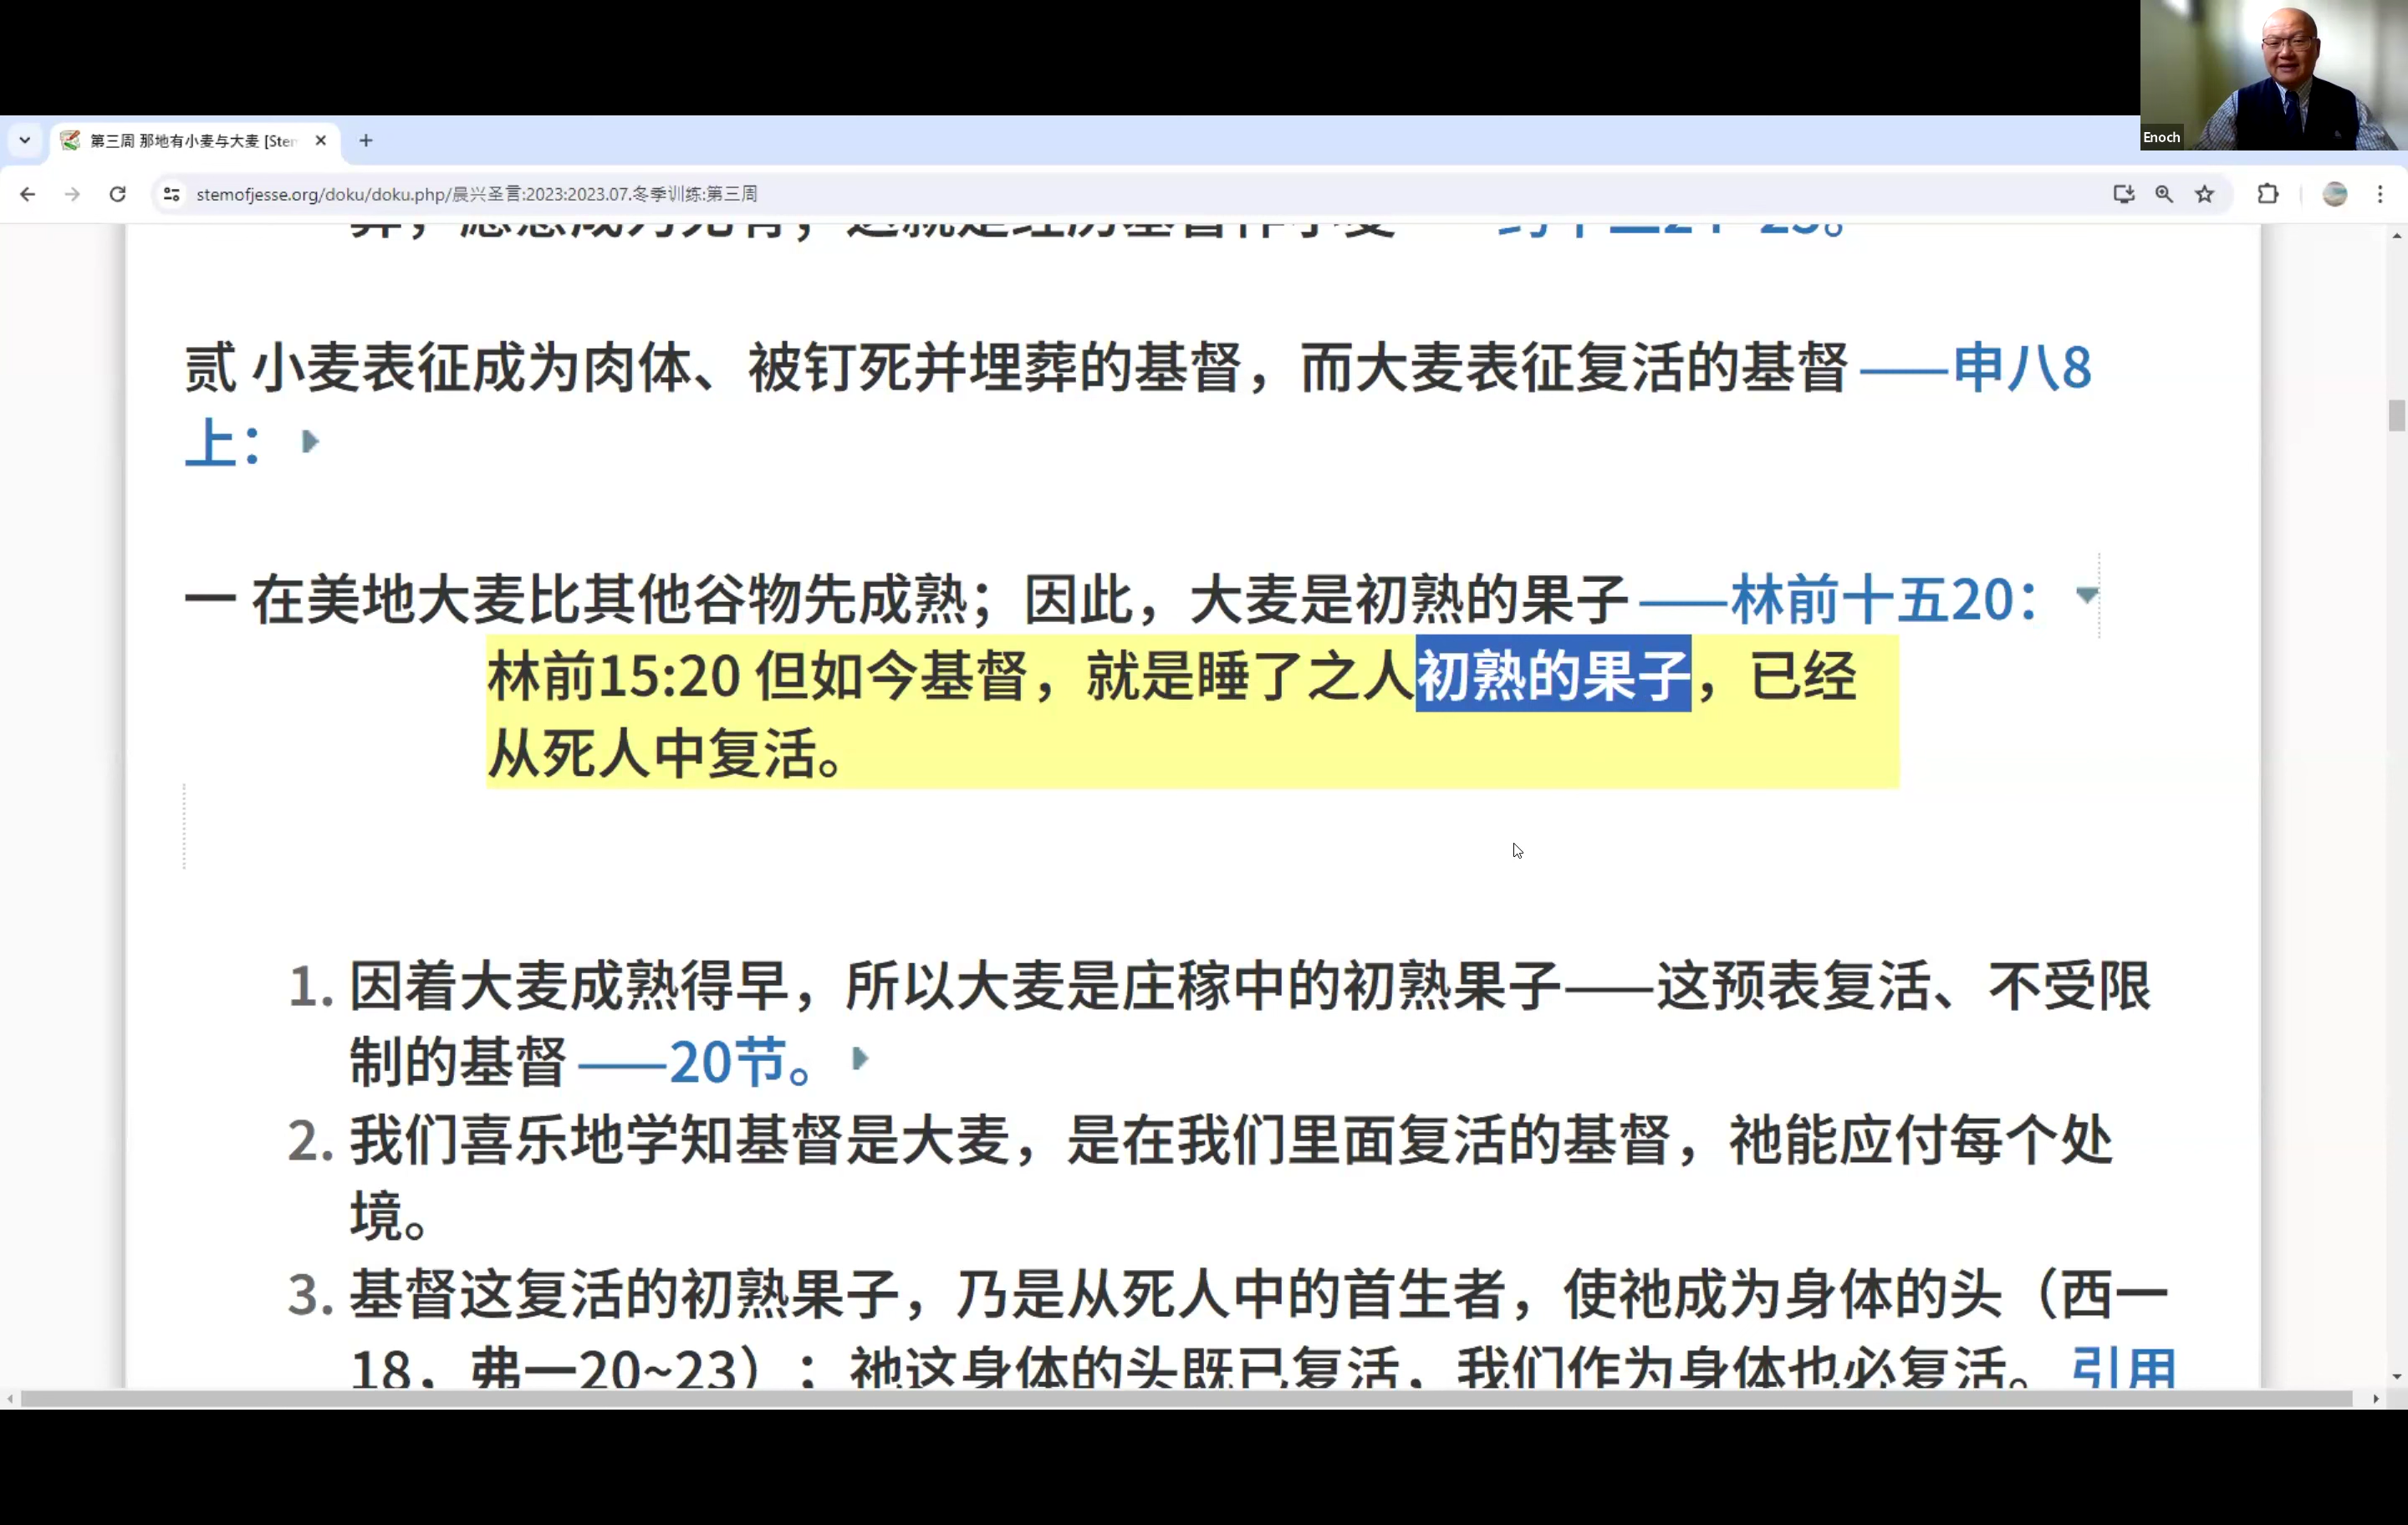 第三周 那地有小麦与大麦 [Ster
Enoch
stemofjesse.org/doku/doku.php/晨兴圣言:2023:2023.07.冬季训练:第三周
贰 小麦表征成为肉体、被钉死并埋葬的基督，而大麦表征复活的基督——申八8
上：
一 在美地大麦比其他谷物先成熟；因此，大麦是初熟的果子——林前十五20：
林前15:20 但如今基督，就是睡了之人初熟的果子，已经
从死人中复活。
1. 因着大麦成熟得早，所以大麦是庄稼中的初熟果子——这预表复活、不受限
制的基督——20节。
2. 我们喜乐地学知基督是大麦，是在我们里面复活的基督，祂能应付每个处
境。
3. 基督这复活的初熟果子，乃是从死人中的首生者，使祂成为身体的头（西一
18，弗一20~23）；祂这身体的头既已复活，我们作为身体也必复活。 引用